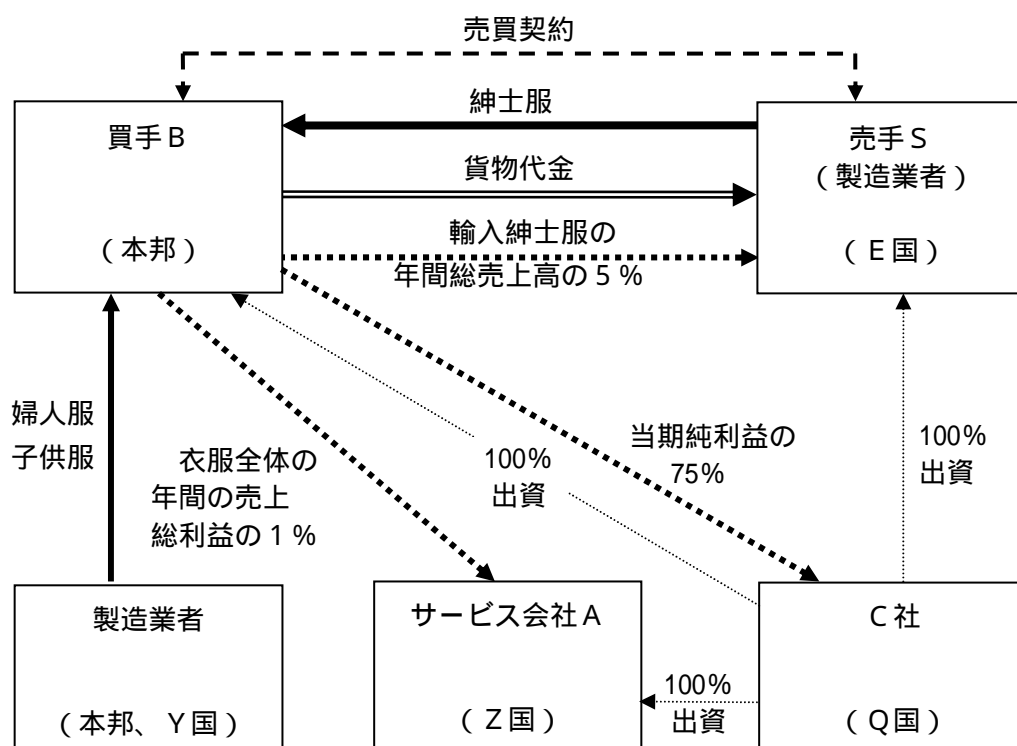 売買契約
紳士服
買手B
(本邦)
売手S
(製造業者)
(E国)
貨物代金
輸入紳士服の
年間総売上高の5%
婦人服
子供服
衣服全体の
年間の売上
総利益の1%
100%
出資
当期純利益の
75%
100%
出資
製造業者
(本邦、Y国)
サービス会社A
(Z国)
100%
出資
C社
(Q国)